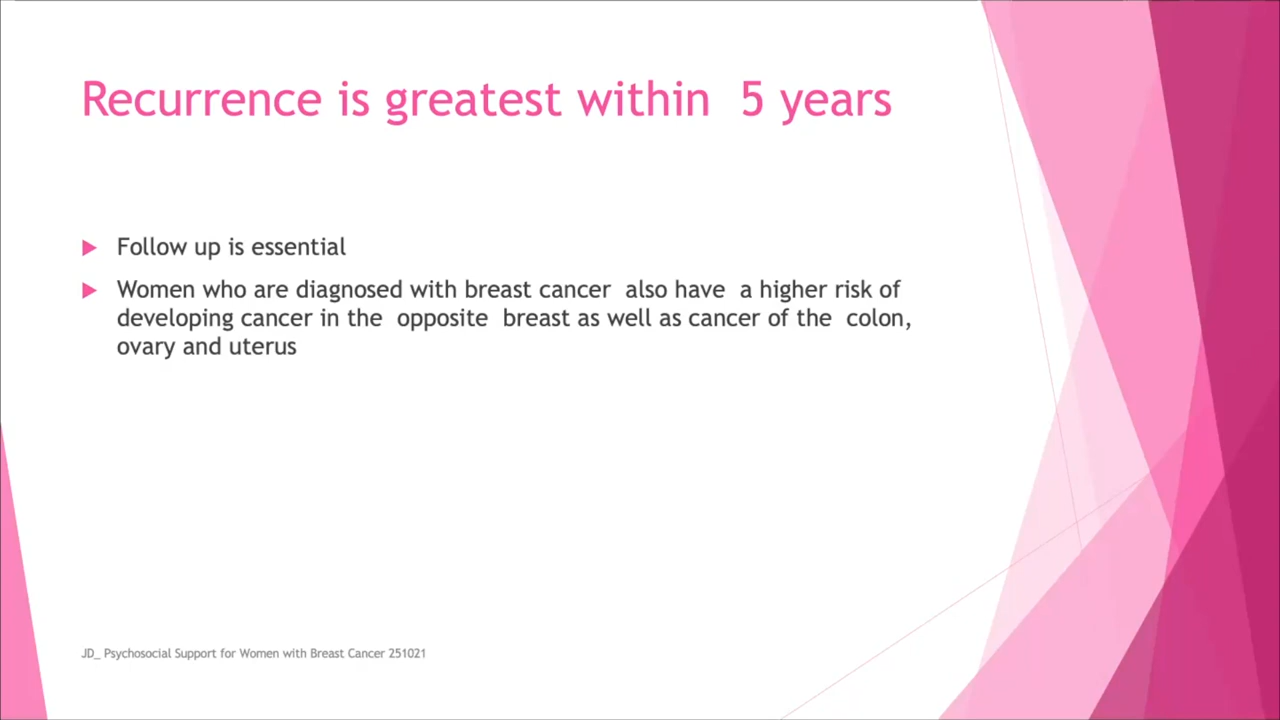 Recurrence is greatest within  5 years
Follow up is essential
Women who are diagnosed with breast cancer  also have  a higher risk of
developing cancer in the  opposite  breast as well as cancer of the  colon,
ovary and uterus
JD_ Psychosocial Support for Women with Breast Cancer 251021